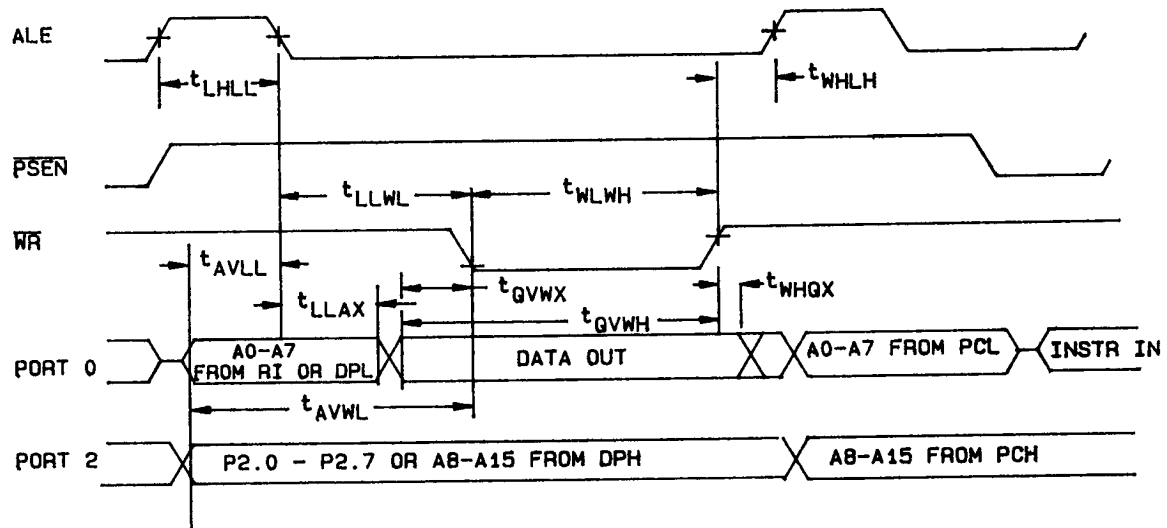 ALE
tLHLL
tWHLH
PSEN
tLLWL
tWLWH
WR
tAVLL
tQVWX
tWHQX
tLLAX
tQVWH
PORT 0
A0-A7
FROM RI OR DPL
DATA OUT
A0-A7 FROM PCL
INSTR IN
tAVWL
PORT 2
P2.0 - P2.7 OR A8-A15 FROM DPH
A8-A15 FROM PCH